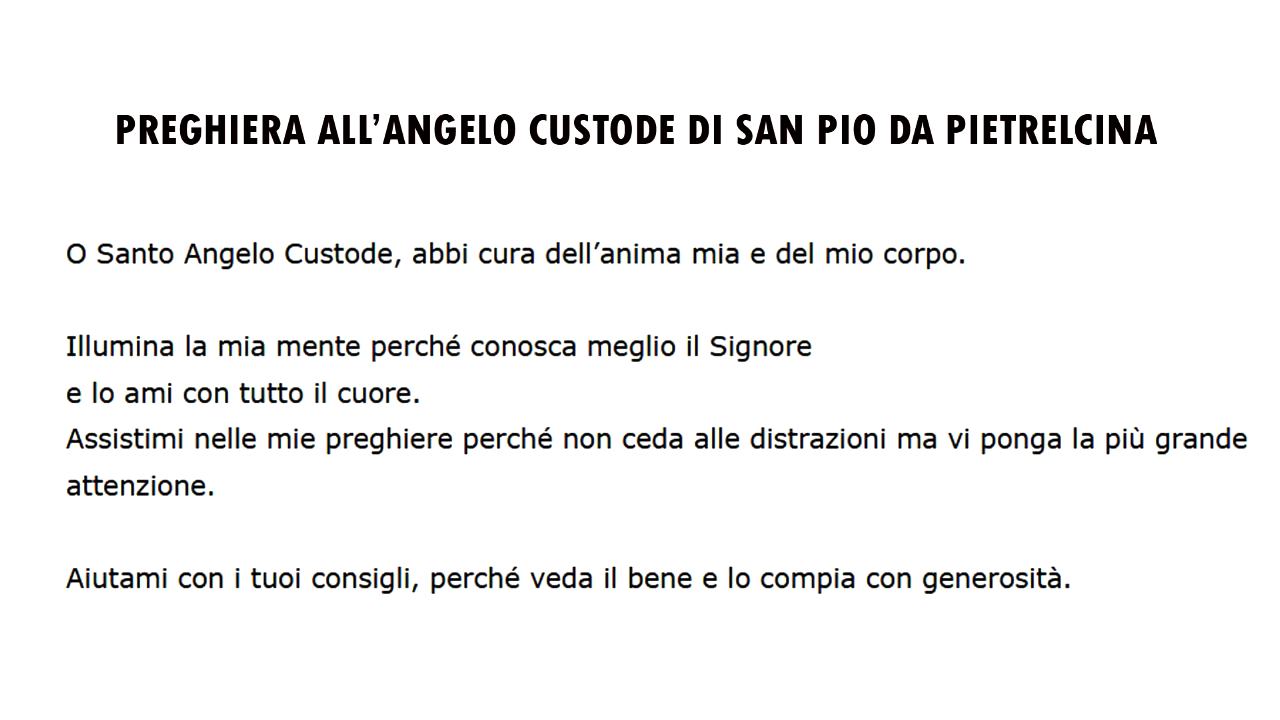 PREGHIERA ALL’ANGELO CUSTODE DI SAN PIO DA PIETRELCINA
O Santo Angelo Custode, abbi cura dell’anima mia e del mio corpo.
Illumina la mia mente perché conosca meglio il Signore
e lo ami con tutto il cuore.
Assistimi nelle mie preghiere perché non ceda alle distrazioni ma vi ponga la più grande
attenzione.
Aiutami con i tuoi consigli, perché veda il bene e lo compia con generosità.